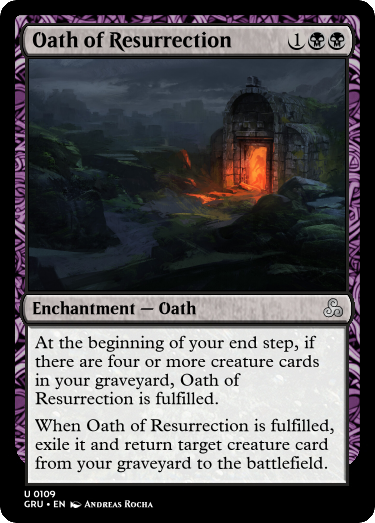 Oath of Resurrection 1
Enchantment — Oath
At the beginning of your end step, if
there are four or more creature cards
in your graveyard, Oath of
Resurrection is fulfilled.
When Oath of Resurrection is fulfilled,
exile it and return target creature card
from your graveyard to the battlefield.
U 0109
GRU • EN Andreas Rocha